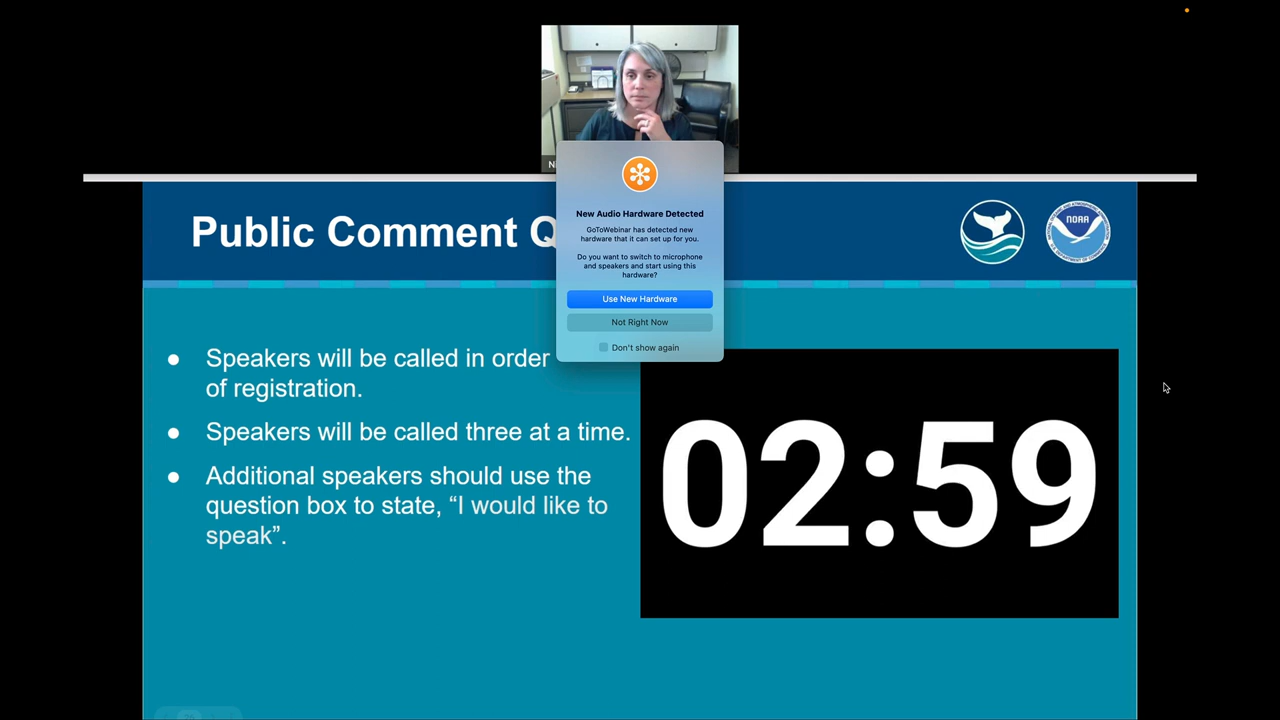 Public Comment Q
NOAA
New Audio Hardware Detected
GoToWebinar has detected new
hardware that it can set up for you.
Do you want to switch to microphone
and speakers and start using this
hardware?
Use New Hardware
Not Right Now
Don't show again
● Speakers will be called in order
of registration.
● Speakers will be called three at a time.
● Additional speakers should use the
question box to state, “I would like to
speak”.
02:59